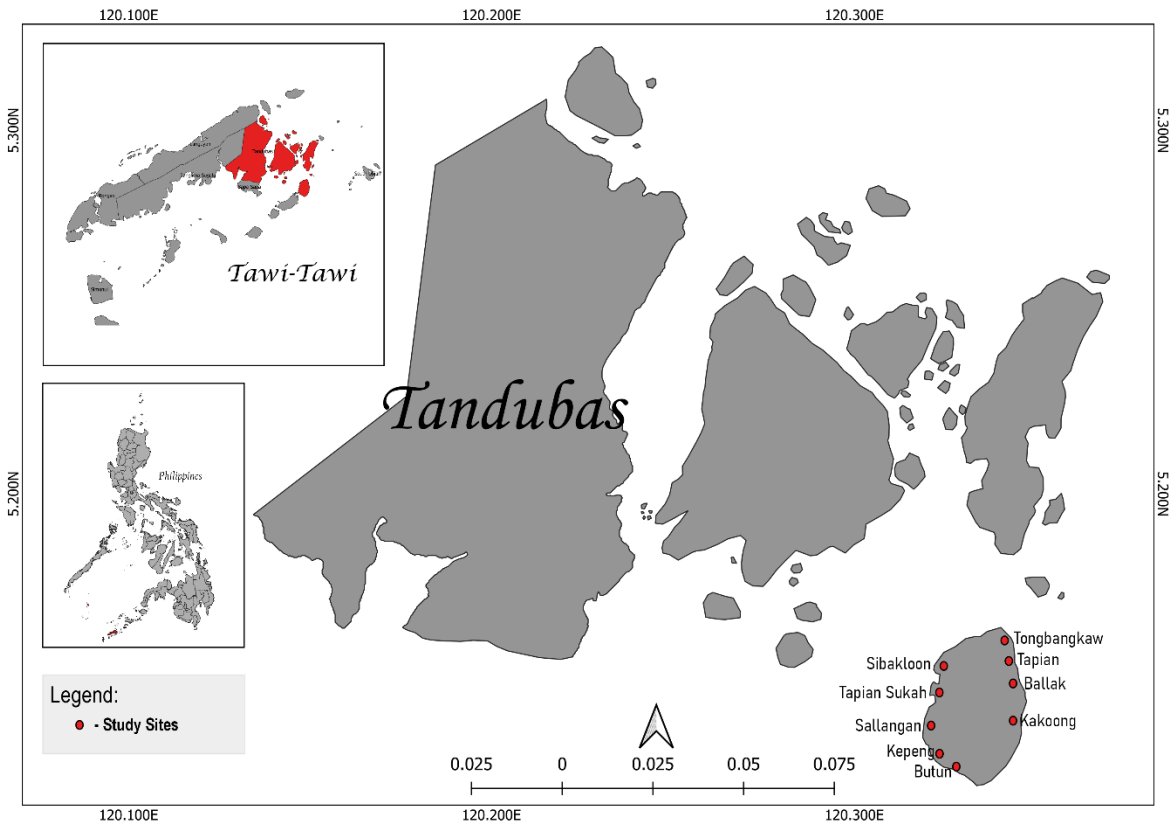 120.100E 120.200E 120.300E
5.300N
5.300N
Tawi-Tawi
Tandubas
Philippines
5.200N
5.200N
Legend:
- Study Sites
Tongbangkaw
Sibakloon
Tapian
Tapian Sukah
Ballak
Sallangan
Kakoong
Kepeng
Butun
0.025 0 0.025 0.05 0.075
120.100E 120.200E 120.300E